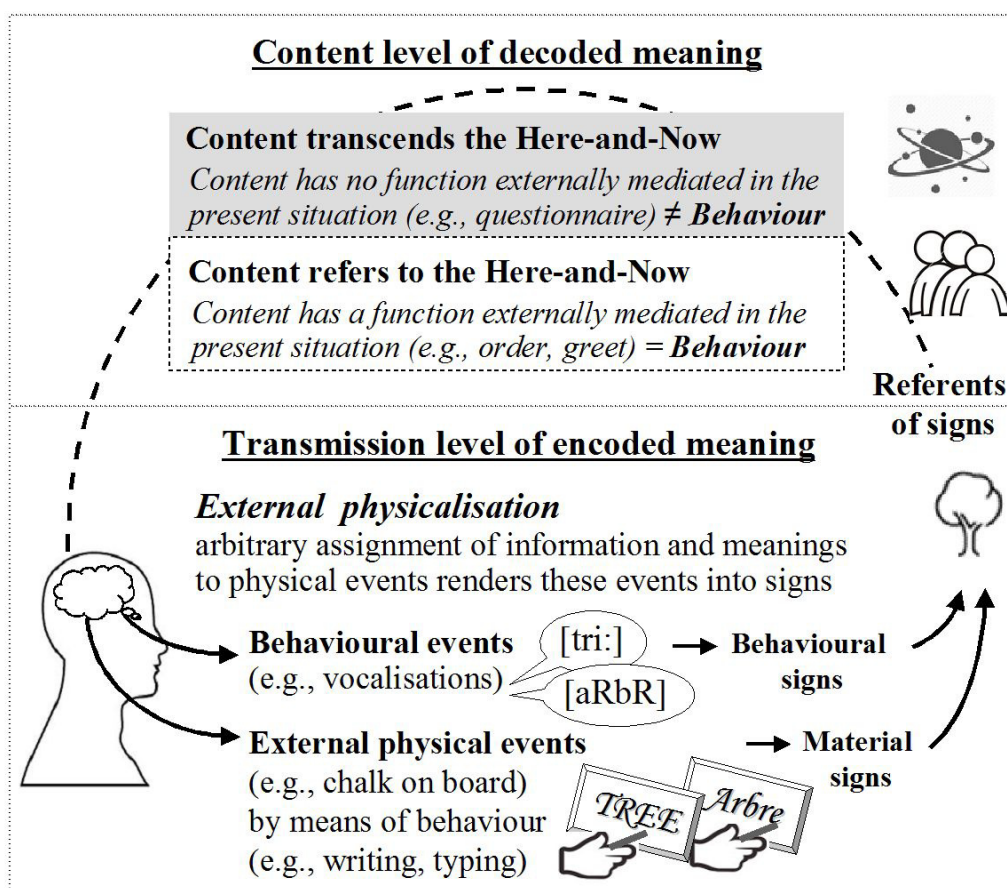 Content level of decoded meaning
Content transcends the Here-and-Now
Content has no function externally mediated in the
present situation (e.g., questionnaire) ≠ Behaviour
Content refers to the Here-and-Now
Content has a function externally mediated in the
present situation (e.g., order, greet) = Behaviour
Referents
of signs
Transmission level of encoded meaning
External physicalisation
arbitrary assignment of information and meanings
to physical events renders these events into signs
Behavioural events
(e.g., vocalisations)
[tri:]
[aRbR]
Behavioural
signs
External physical events
(e.g., chalk on board)
by means of behaviour
(e.g., writing, typing)
TREE
Arbre
Material
signs